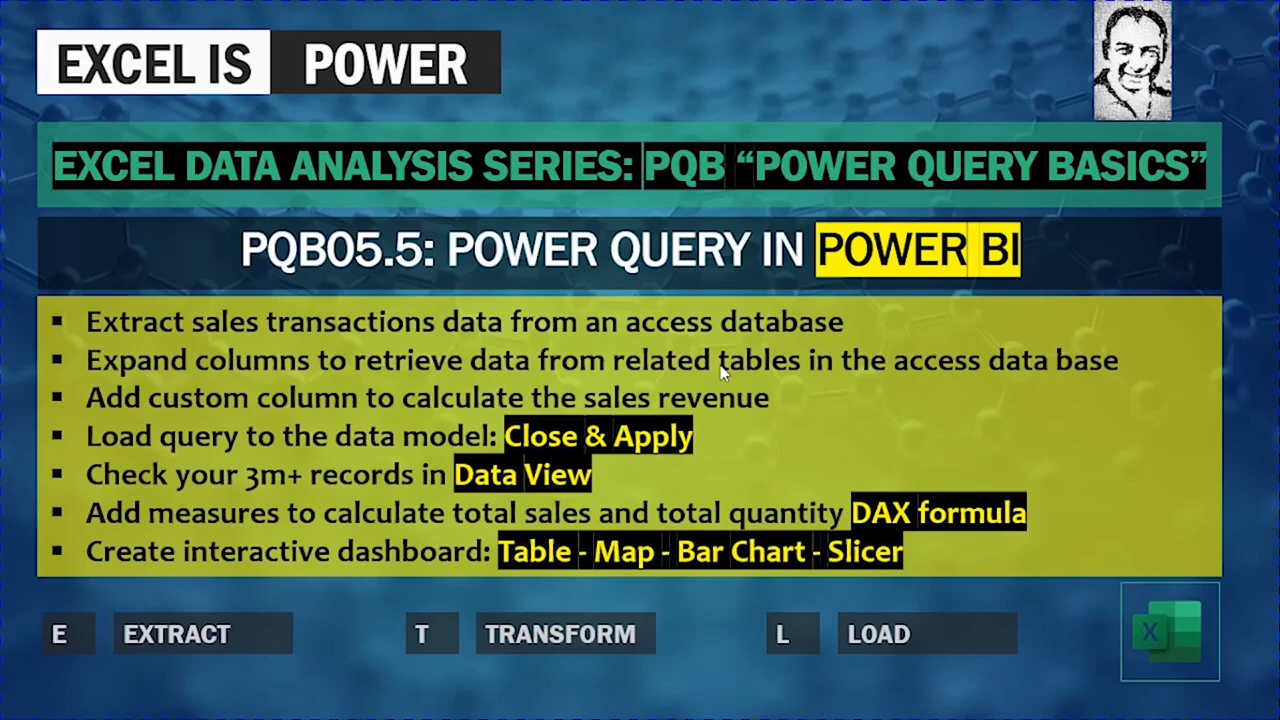 EXCEL IS POWER
EXCEL DATA ANALYSIS SERIES: PQB “POWER QUERY BASICS”
PQB05.5: POWER QUERY IN POWER BI
▪ Extract sales transactions data from an access database
▪ Expand columns to retrieve data from related tables in the access data base
▪ Add custom column to calculate the sales revenue
▪ Load query to the data model: Close & Apply
▪ Check your 3m+ records in Data View
▪ Add measures to calculate total sales and total quantity DAX formula
▪ Create interactive dashboard: Table - Map - Bar Chart - Slicer
E EXTRACT T TRANSFORM L LOAD
X